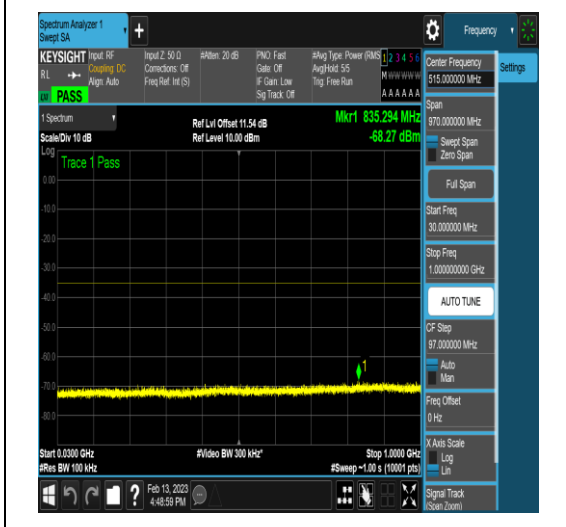 Spectrum Analyzer 1
Swept SA
+
Frequency
KEYSIGHT
RL
Input: RF
Coupling: DC
Align: Auto
Input Z: 50 Ω
Corrections: Off
Freq Ref: Int (S)
#Atten: 20 dB
PNO: Fast
Gate: Off
IF Gain: Low
Sig Track: Off
#Avg Type: Power (RMS)
Avg|Hold: 5/5
Trig: Free Run
1 2 3 4 5 6
M W W W W W
A A A A A A
PASS
1 Spectrum
Scale/Div 10 dB
Ref Lvl Offset 11.54 dB
Ref Level 10.00 dBm
Mkr1 835.294 MHz
-68.27 dBm
Log
Trace 1 Pass
0.00
-10.0
-20.0
-30.0
-40.0
-50.0
-60.0
-70.0
-80.0
1
Start 0.0300 GHz
#Res BW 100 kHz
#Video BW 300 kHz*
Stop 1.0000 GHz
#Sweep ~1.00 s (10001 pts)
?
Feb 13, 2023
4:48:59 PM
Center Frequency
515.000000 MHz
Settings
Span
970.000000 MHz
Swept Span
Zero Span
Full Span
Start Freq
30.000000 MHz
Stop Freq
1.000000000 GHz
AUTO TUNE
CF Step
97.000000 MHz
Auto
Man
Freq Offset
0 Hz
X Axis Scale
Log
Lin
Signal Track
(Span Zoom)